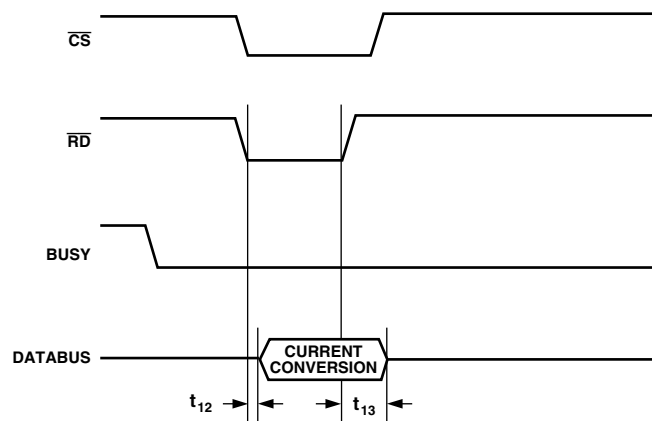 CS
RD
BUSY
DATABUS
CURRENT
CONVERSION
t12
t13